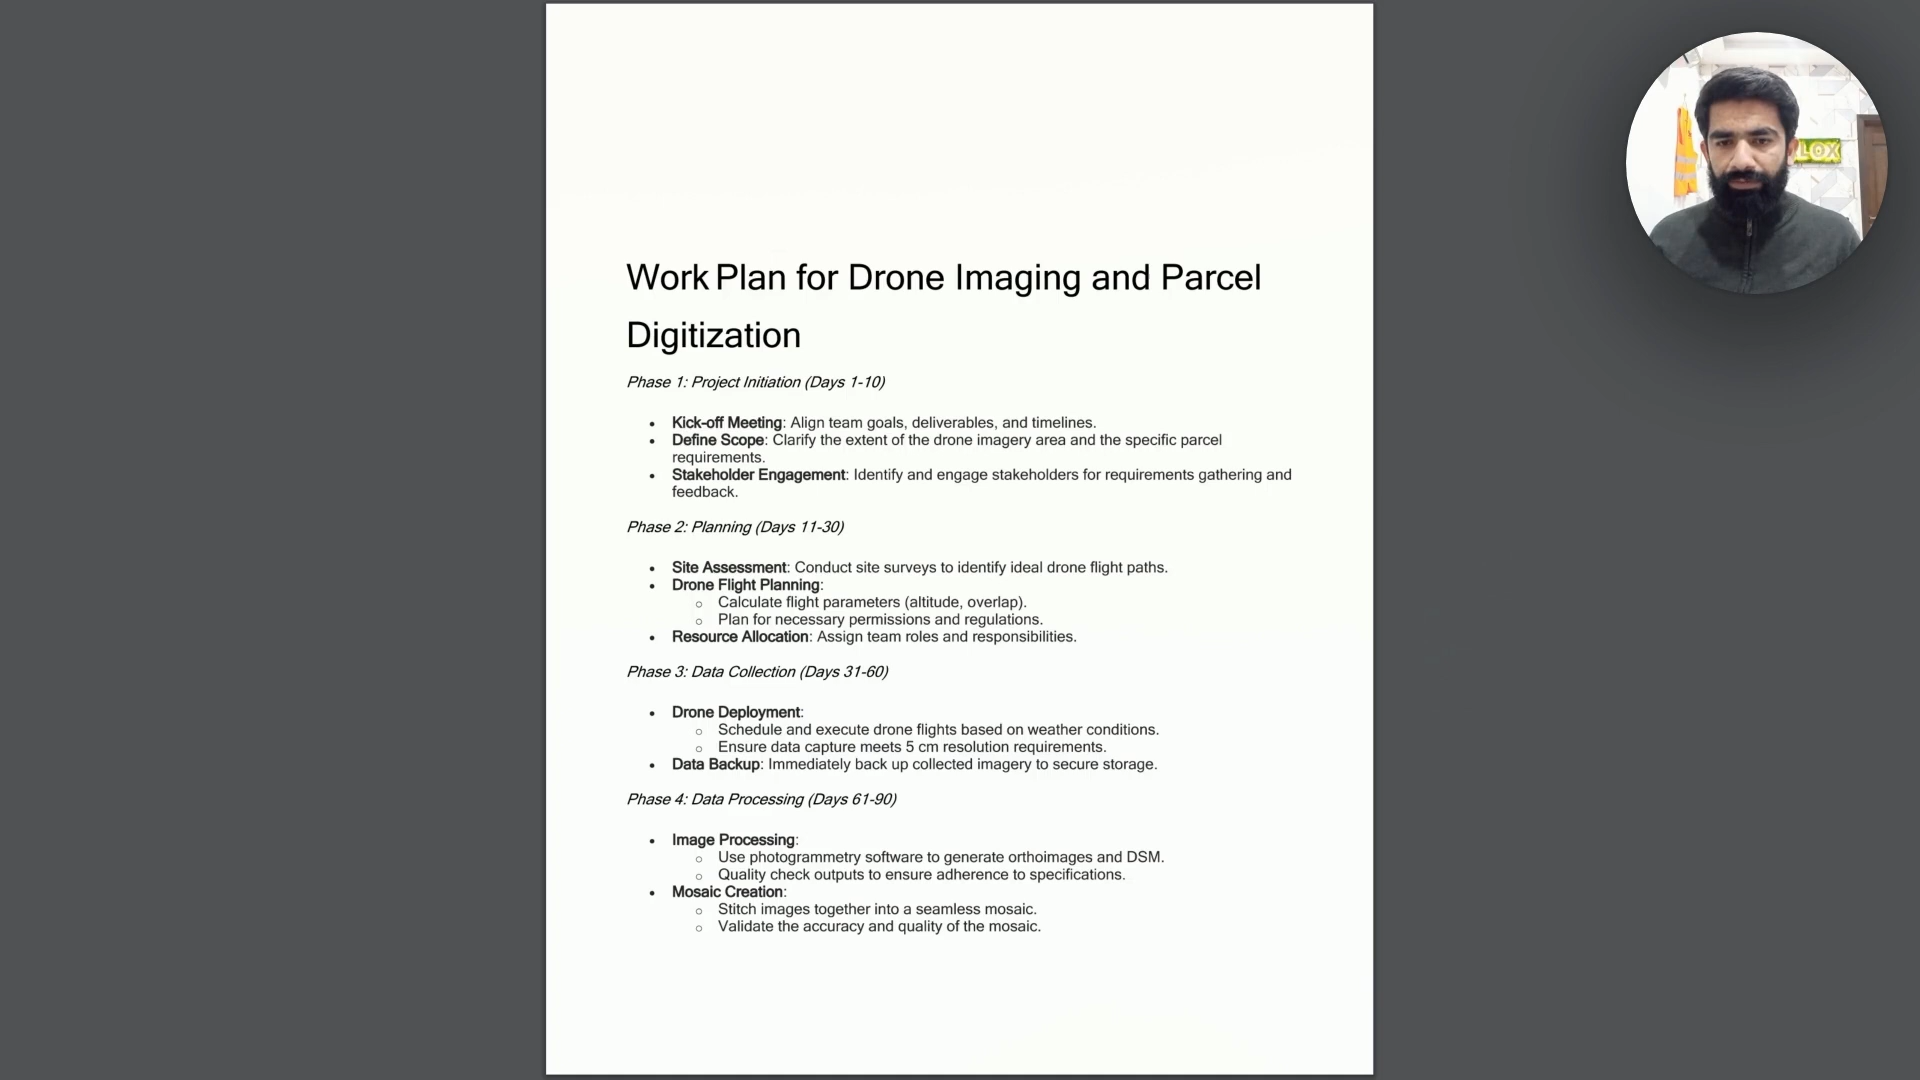 Work Plan for Drone Imaging and Parcel
Digitization
Phase 1: Project Initiation (Days 1-10)
• Kick-off Meeting: Align team goals, deliverables, and timelines.
• Define Scope: Clarify the extent of the drone imagery area and the specific parcel
requirements.
• Stakeholder Engagement: Identify and engage stakeholders for requirements gathering and
feedback.
Phase 2: Planning (Days 11-30)
• Site Assessment: Conduct site surveys to identify ideal drone flight paths.
• Drone Flight Planning:
○ Calculate flight parameters (altitude, overlap).
○ Plan for necessary permissions and regulations.
• Resource Allocation: Assign team roles and responsibilities.
Phase 3: Data Collection (Days 31-60)
• Drone Deployment:
○ Schedule and execute drone flights based on weather conditions.
○ Ensure data capture meets 5 cm resolution requirements.
• Data Backup: Immediately back up collected imagery to secure storage.
Phase 4: Data Processing (Days 61-90)
• Image Processing:
○ Use photogrammetry software to generate orthoimages and DSM.
○ Quality check outputs to ensure adherence to specifications.
• Mosaic Creation:
○ Stitch images together into a seamless mosaic.
○ Validate the accuracy and quality of the mosaic.